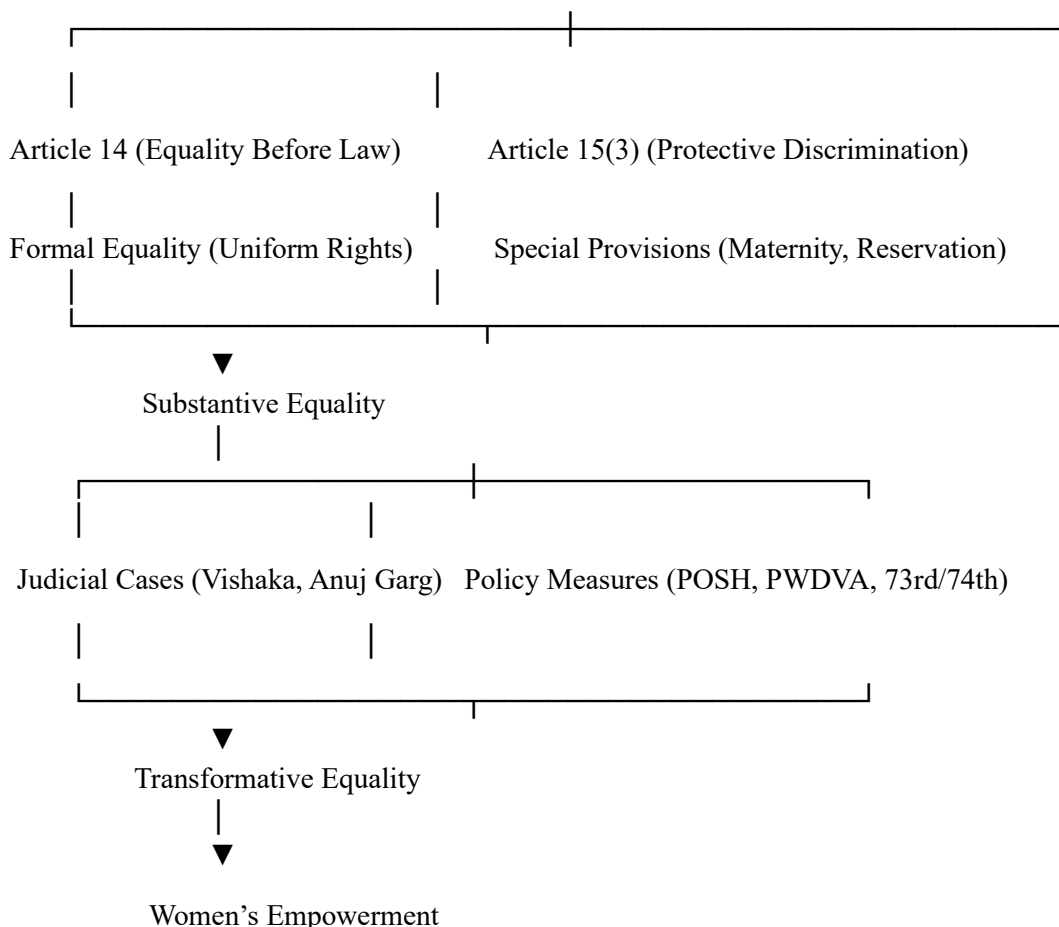 Article 14 (Equality Before Law) Article 15(3) (Protective Discrimination)
Formal Equality (Uniform Rights) Special Provisions (Maternity, Reservation)
Substantive Equality
Judicial Cases (Vishaka, Anuj Garg) Policy Measures (POSH, PWDVA, 73rd/74th)
Transformative Equality
Women’s Empowerment